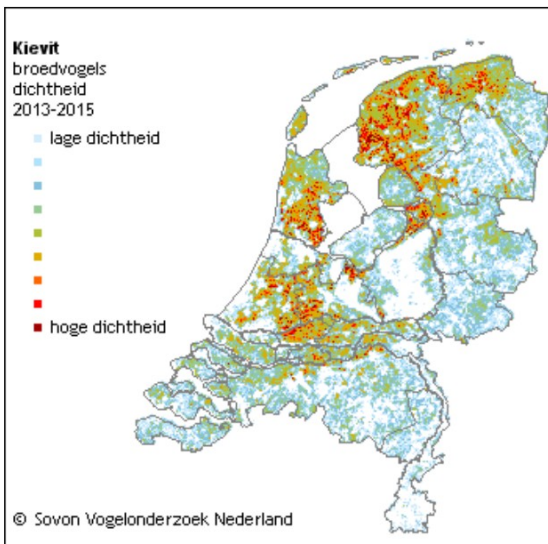 Kievit
broedvogels
dichtheid
2013-2015
lage dichtheid
hoge dichtheid
© Sovon Vogelonderzoek Nederland